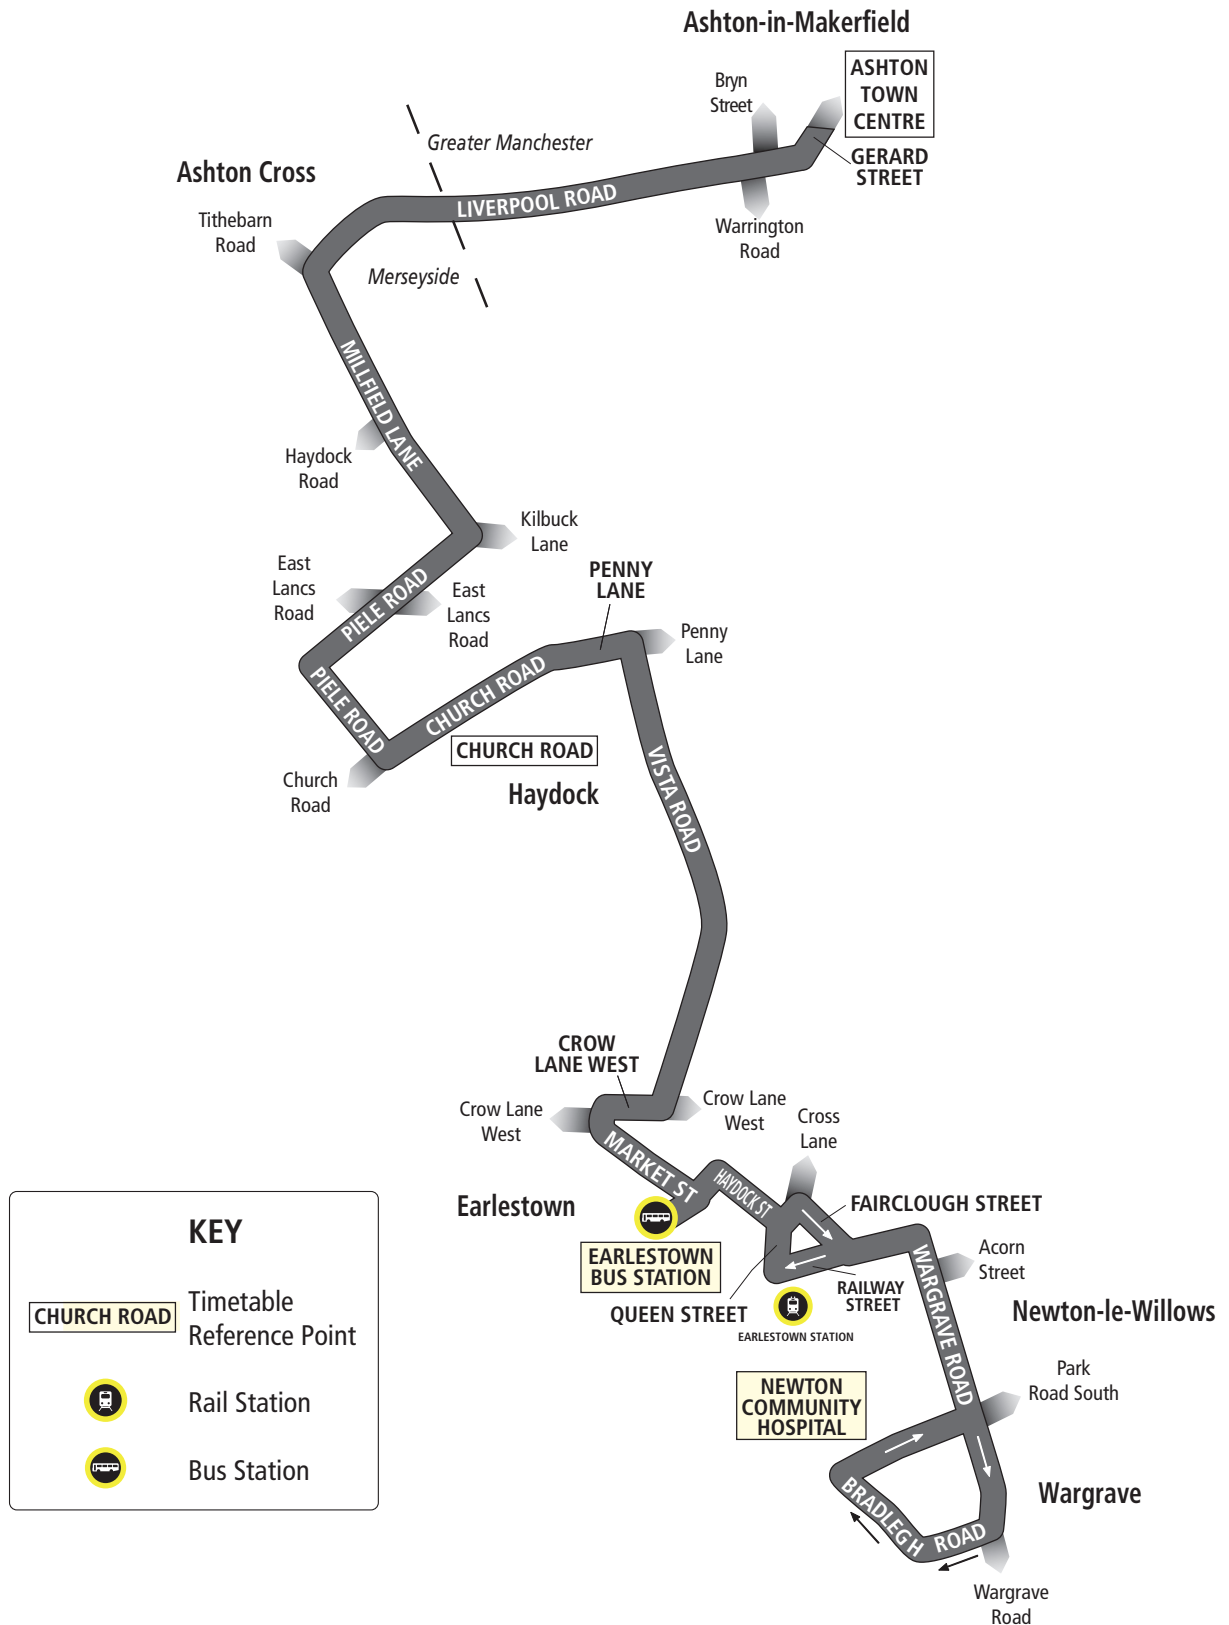 Ashton-in-Makerfield
ASHTON
TOWN
CENTRE
Bryn
Street
GERARD
STREET
Greater Manchester
Ashton Cross
LIVERPOOL ROAD
Tithebarn
Road
Warrington
Road
Merseyside
MILLFIELD LANE
Haydock
Road
Kilbuck
Lane
East
Lancs
Road
PIELE ROAD
East
Lancs
Road
PENNY
LANE
Penny
Lane
PIELE ROAD
CHURCH ROAD
CHURCH ROAD
Church
Road
Haydock
VISTA ROAD
CROW
LANE WEST
Crow Lane
West
Crow Lane
West
Cross
Lane
MARKET ST
HAYDOCK ST
Earlestown
FAIRCLOUGH STREET
EARLESTOWN
BUS STATION
QUEEN STREET
RAILWAY
STREET
EARLESTOWN STATION
WARGRAVE ROAD
Acorn
Street
Newton-le-Willows
Park
Road South
NEWTON
COMMUNITY
HOSPITAL
Wargrave
BRADLEGH ROAD
Wargrave
Road
KEY
CHURCH ROAD
Timetable
Reference Point
Rail Station
Bus Station